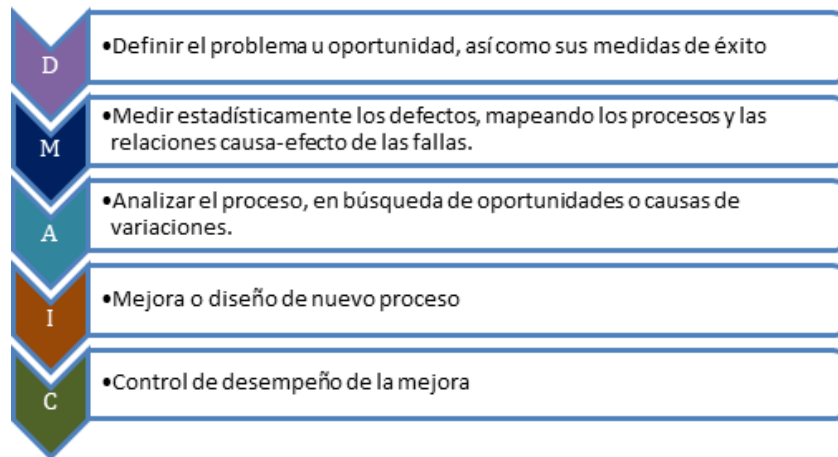 D
•Definir el problema u oportunidad, así como sus medidas de éxito
M
•Medir estadísticamente los defectos, mapeando los procesos y las
relaciones causa-efecto de las fallas.
A
•Analizar el proceso, en búsqueda de oportunidades o causas de
variaciones.
I
•Mejora o diseño de nuevo proceso
C
•Control de desempeño de la mejora